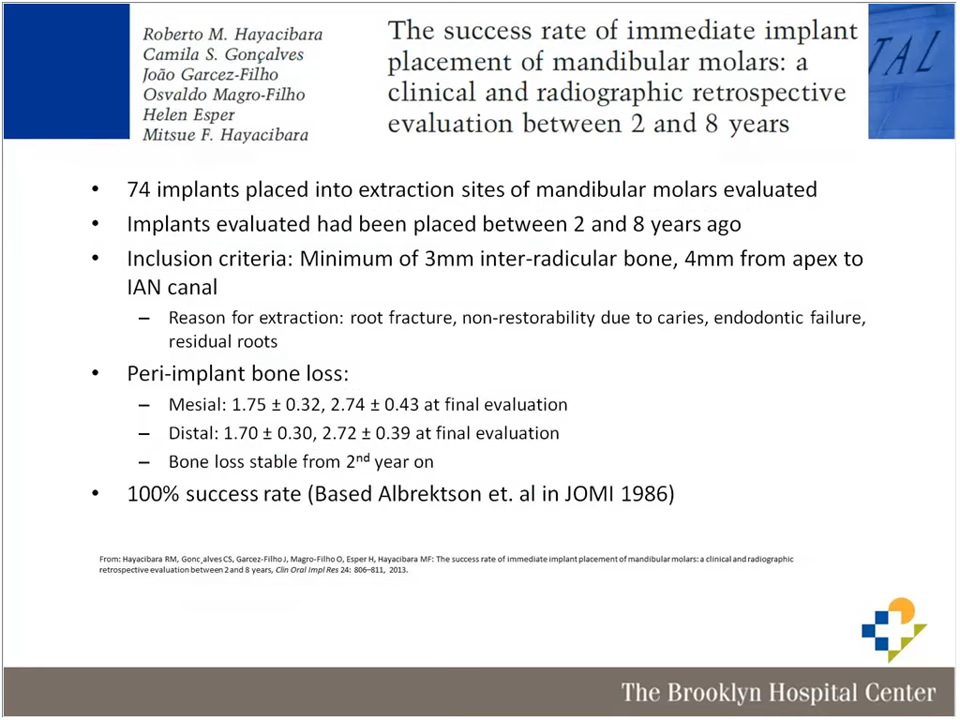 Roberto M. Hayacibara
Camila S. Gonçalves
João Garcez-Filho
Osvaldo Magro-Filho
Helen Esper
Mitsue F. Hayacibara
The success rate of immediate implant
placement of mandibular molars: a
clinical and radiographic retrospective
evaluation between 2 and 8 years
TAL
• 74 implants placed into extraction sites of mandibular molars evaluated
• Implants evaluated had been placed between 2 and 8 years ago
• Inclusion criteria: Minimum of 3mm inter-radicular bone, 4mm from apex to
IAN canal
– Reason for extraction: root fracture, non-restorability due to caries, endodontic failure,
residual roots
• Peri-implant bone loss:
– Mesial: 1.75 ± 0.32, 2.74 ± 0.43 at final evaluation
– Distal: 1.70 ± 0.30, 2.72 ± 0.39 at final evaluation
– Bone loss stable from 2nd year on
• 100% success rate (Based Albrektson et. al in JOMI 1986)
From: Hayacibara RM, Gonc¸alves CS, Garcez-Filho J, Magro-Filho O, Esper H, Hayacibara MF: The success rate of immediate implant placement of mandibular molars: a clinical and radiographic
retrospective evaluation between 2 and 8 years, Clin Oral Impl Res 24: 806–811, 2013.
The Brooklyn Hospital Center